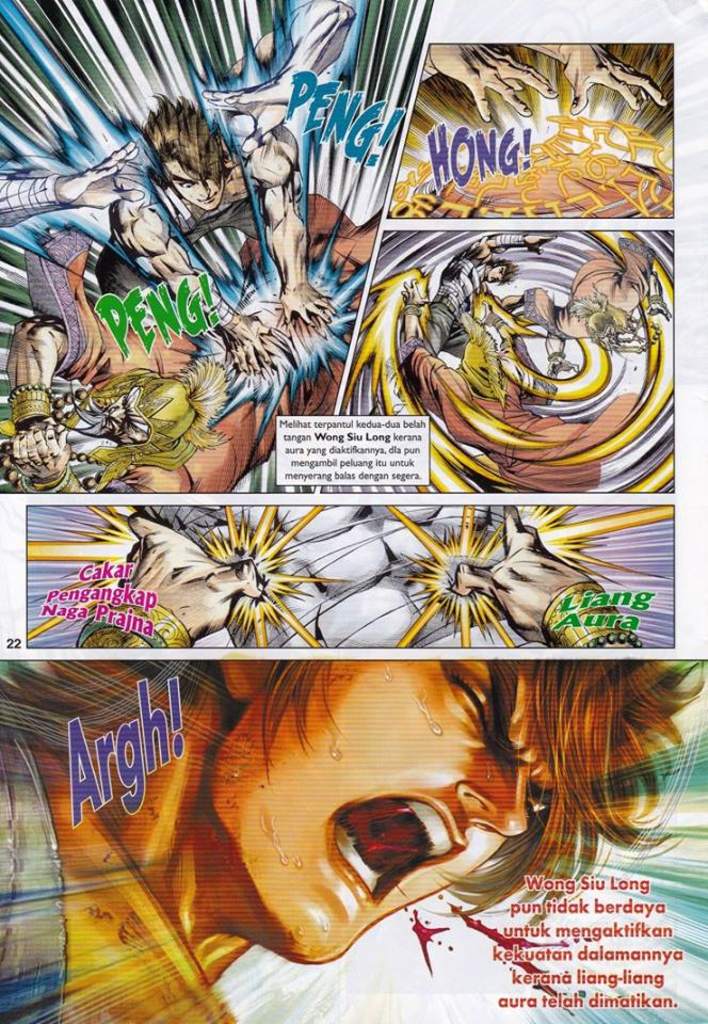 PENG!
PENG!
HONG!
Melihat terpantul kedua-dua belah
tangan Wong Siu Long kerana
aura yang diaktifkannya, dIa pun
mengambil peluang itu untuk
menyerang balas dengan segera.
Cakar
Pengangkap
Naga Prajna
Liang
Aura
22
Argh!
Wong Siu Long
pun tidak berdaya
untuk mengaktifkan
kekuatan dalamannya
kerana liang-liang
aura telah dimatikan.